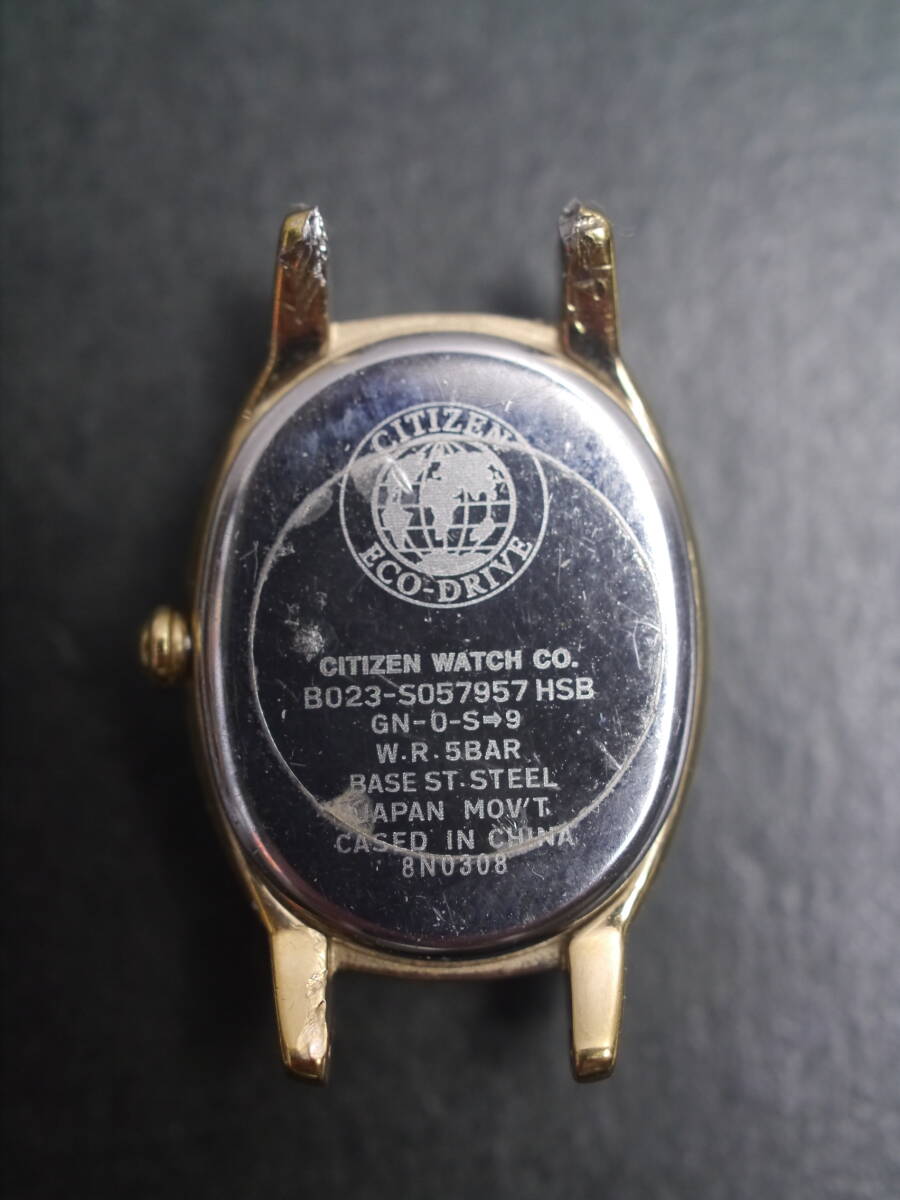 CITIZEN
ECO-DRIVE
CITIZEN WATCH CO.
B023-S057957 HSB
GN-0-S➡9
W.R.5BAR
BASE ST.STEEL
JAPAN MOV'T.
CASED IN CHINA
8N0308